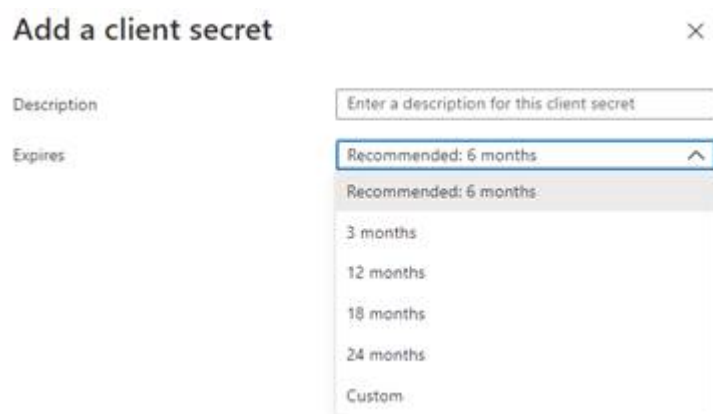 Add a client secret
Description
Enter a description for this client secret
Expires
Recommended: 6 months
Recommended: 6 months
3 months
12 months
18 months
24 months
Custom